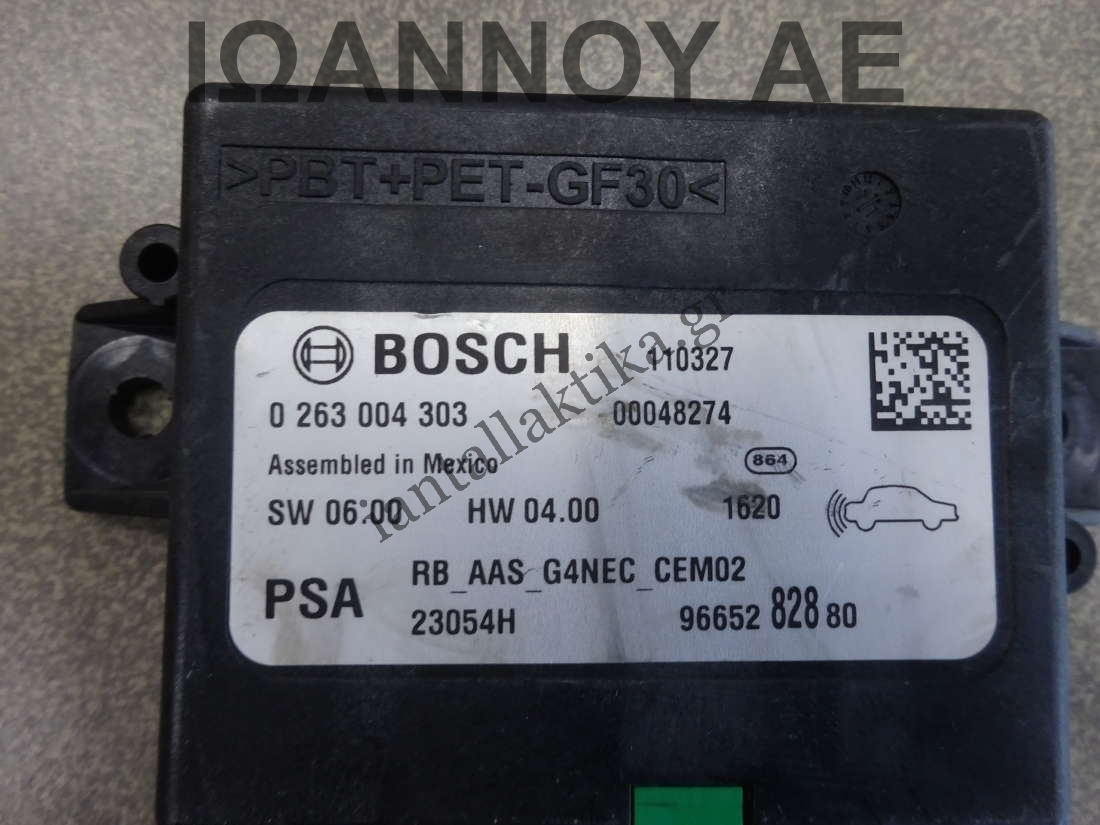 ΙΩΑΝΝΟΥ ΑΕ
>PBT+PET-GF30<
BOSCH 110327
0 263 004 303 00048274
Assembled in Mexico 864
SW 06:00 HW 04.00 1620
PSA RB_AAS_G4NEC_CEM02
23054H 96652 828 80
iantallaktika.gr